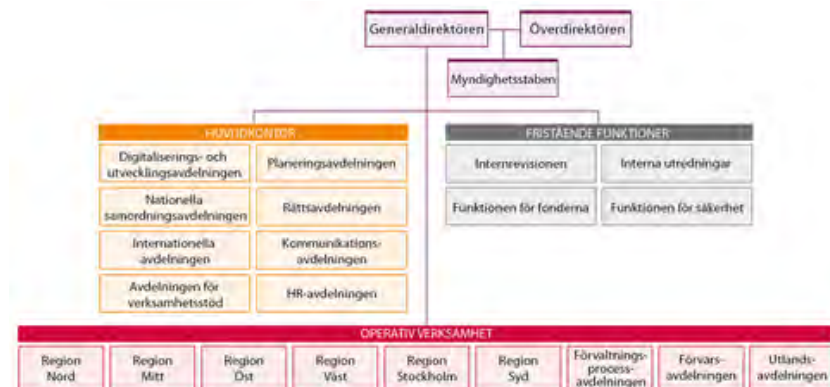 Generaldirektören
Överdirektören
Myndighetsstaben
HUVUDKONTOR
Digitaliserings- och
utvecklingsavdelningen
Planeringsavdelningen
Nationella
samordningsavdelningen
Rättsavdelningen
Internationella
avdelningen
Kommunikations-
avdelningen
Avdelningen för
verksamhetsstöd
HR-avdelningen
FRISTÅENDE FUNKTIONER
Internrevisionen
Interna utredningar
Funktionen för fonderna
Funktionen för säkerhet
OPERATIV VERKSAMHET
Region
Nord
Region
Mitt
Region
Öst
Region
Väst
Region
Stockholm
Region
Syd
Förvaltnings-
process-
avdelningen
Förvars-
avdelningen
Utlands-
avdelningen